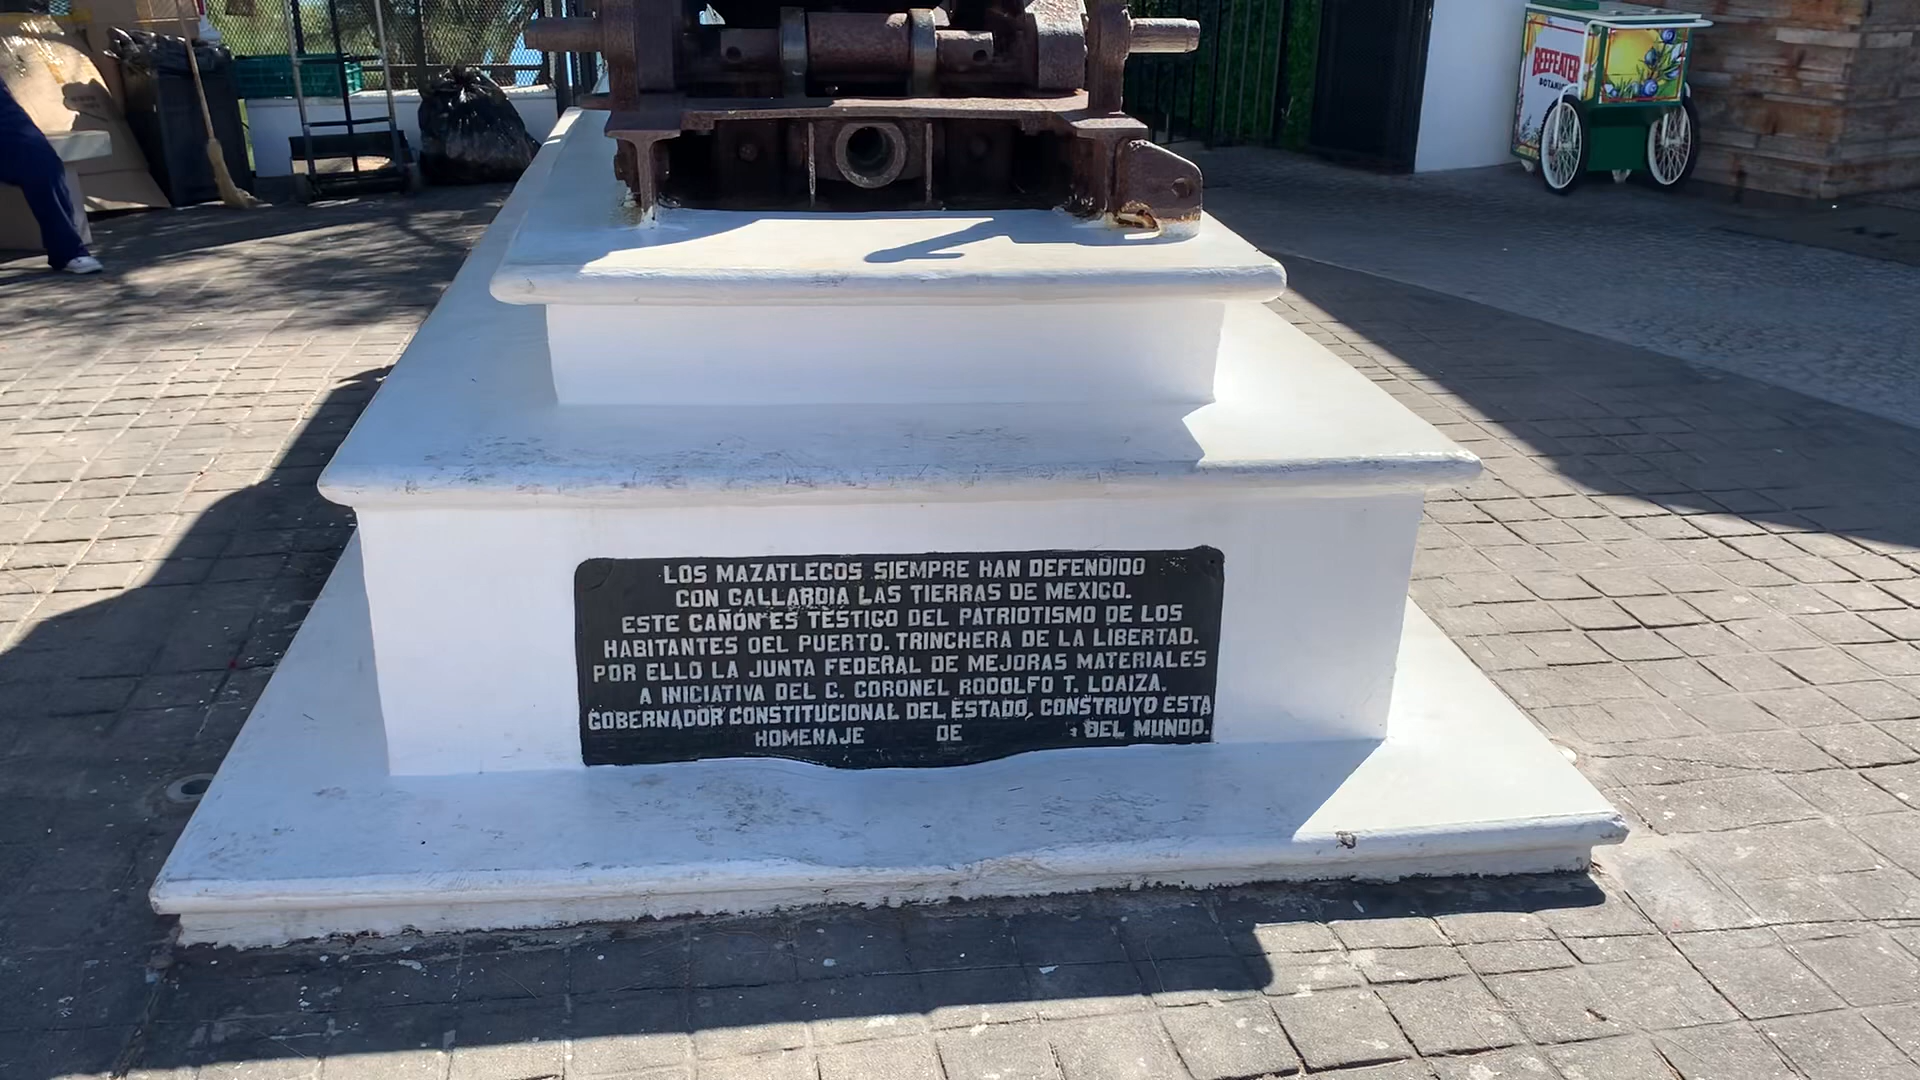 BEEFEATER
BOTANICS
LOS MAZATLECOS SIEMPRE HAN DEFENDIDO
CON GALLARDIA LAS TIERRAS DE MEXICO.
ESTE CAÑON ES TESTIGO DEL PATRIOTISMO DE LOS
HABITANTES DEL PUERTO. TRINCHERA DE LA LIBERTAD.
POR ELLO LA JUNTA FEDERAL DE MEJORAS MATERIALES
A INICIATIVA DEL C. CORONEL RODOLFO T. LOAIZA.
GOBERNADOR CONSTITUCIONAL DEL ESTADO, CONSTRUYO ESTA
HOMENAJE DE DEL MUNDO.